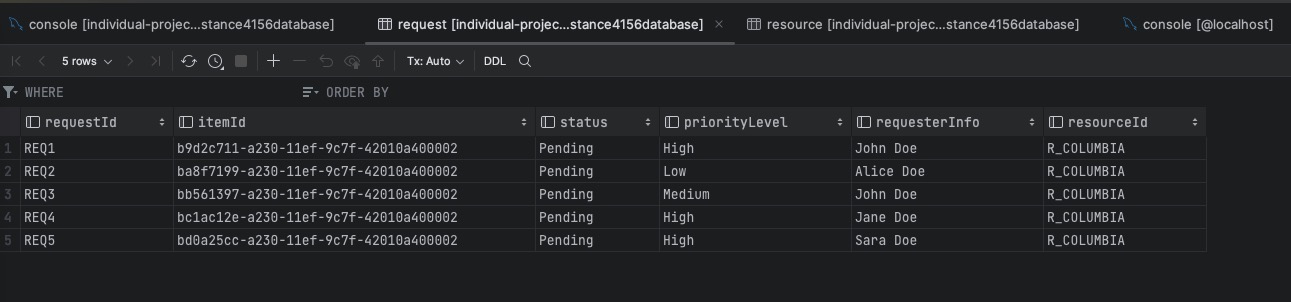 console [individual-projec...stance4156database] request [individual-projec...stance4156database] resource [individual-projec...stance4156database] console [@localhost]
5 rows Tx: Auto DDL
WHERE ORDER BY
requestId itemId status priorityLevel requesterInfo resourceId
1 REQ1 b9d2c711-a230-11ef-9c7f-42010a400002 Pending High John Doe R_COLUMBIA
2 REQ2 ba8f7199-a230-11ef-9c7f-42010a400002 Pending Low Alice Doe R_COLUMBIA
3 REQ3 bb561397-a230-11ef-9c7f-42010a400002 Pending Medium John Doe R_COLUMBIA
4 REQ4 bc1ac12e-a230-11ef-9c7f-42010a400002 Pending High Jane Doe R_COLUMBIA
5 REQ5 bd0a25cc-a230-11ef-9c7f-42010a400002 Pending High Sara Doe R_COLUMBIA